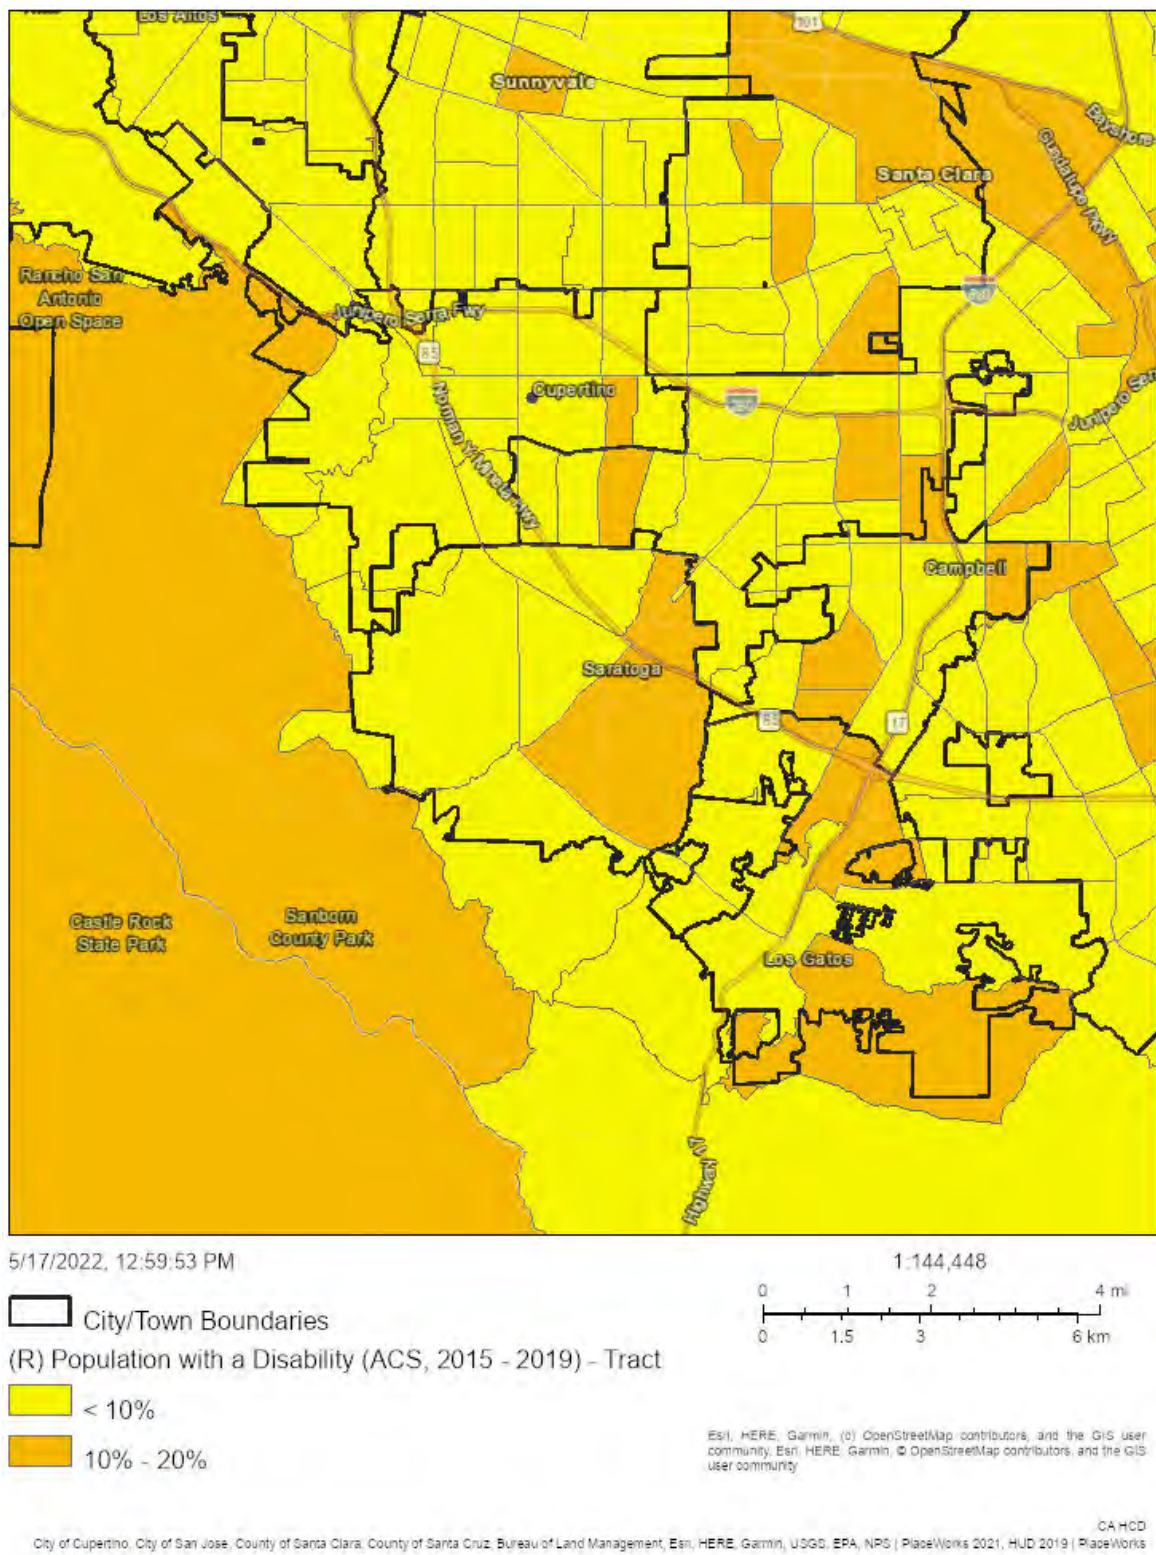 Los Altos
101
Sunnyvale
Bayshore
Guadalupe Pkwy
Santa Clara
Rancho San
Antonio
Open Space
Junipero Serra Fwy
85
Cupertino
Norman Y Mineta Hwy
Junipero Serr
Campbell
Saratoga
85
17
Castle Rock
State Park
Sanborn
County Park
Los Gatos
Highway 17
5/17/2022, 12:59:53 PM
1:144,448
0 1 2 4 mi
0 1.5 3 6 km
City/Town Boundaries
(R) Population with a Disability (ACS, 2015 - 2019) - Tract
< 10%
10% - 20%
Esri, HERE, Garmin, (c) OpenStreetMap contributors, and the GIS user
community, Esri, HERE, Garmin, © OpenStreetMap contributors, and the GIS
user community
CA HCD
City of Cupertino, City of San Jose, County of Santa Clara, County of Santa Cruz, Bureau of Land Management, Esri, HERE, Garmin, USGS, EPA, NPS | PlaceWorks 2021, HUD 2019 | PlaceWorks